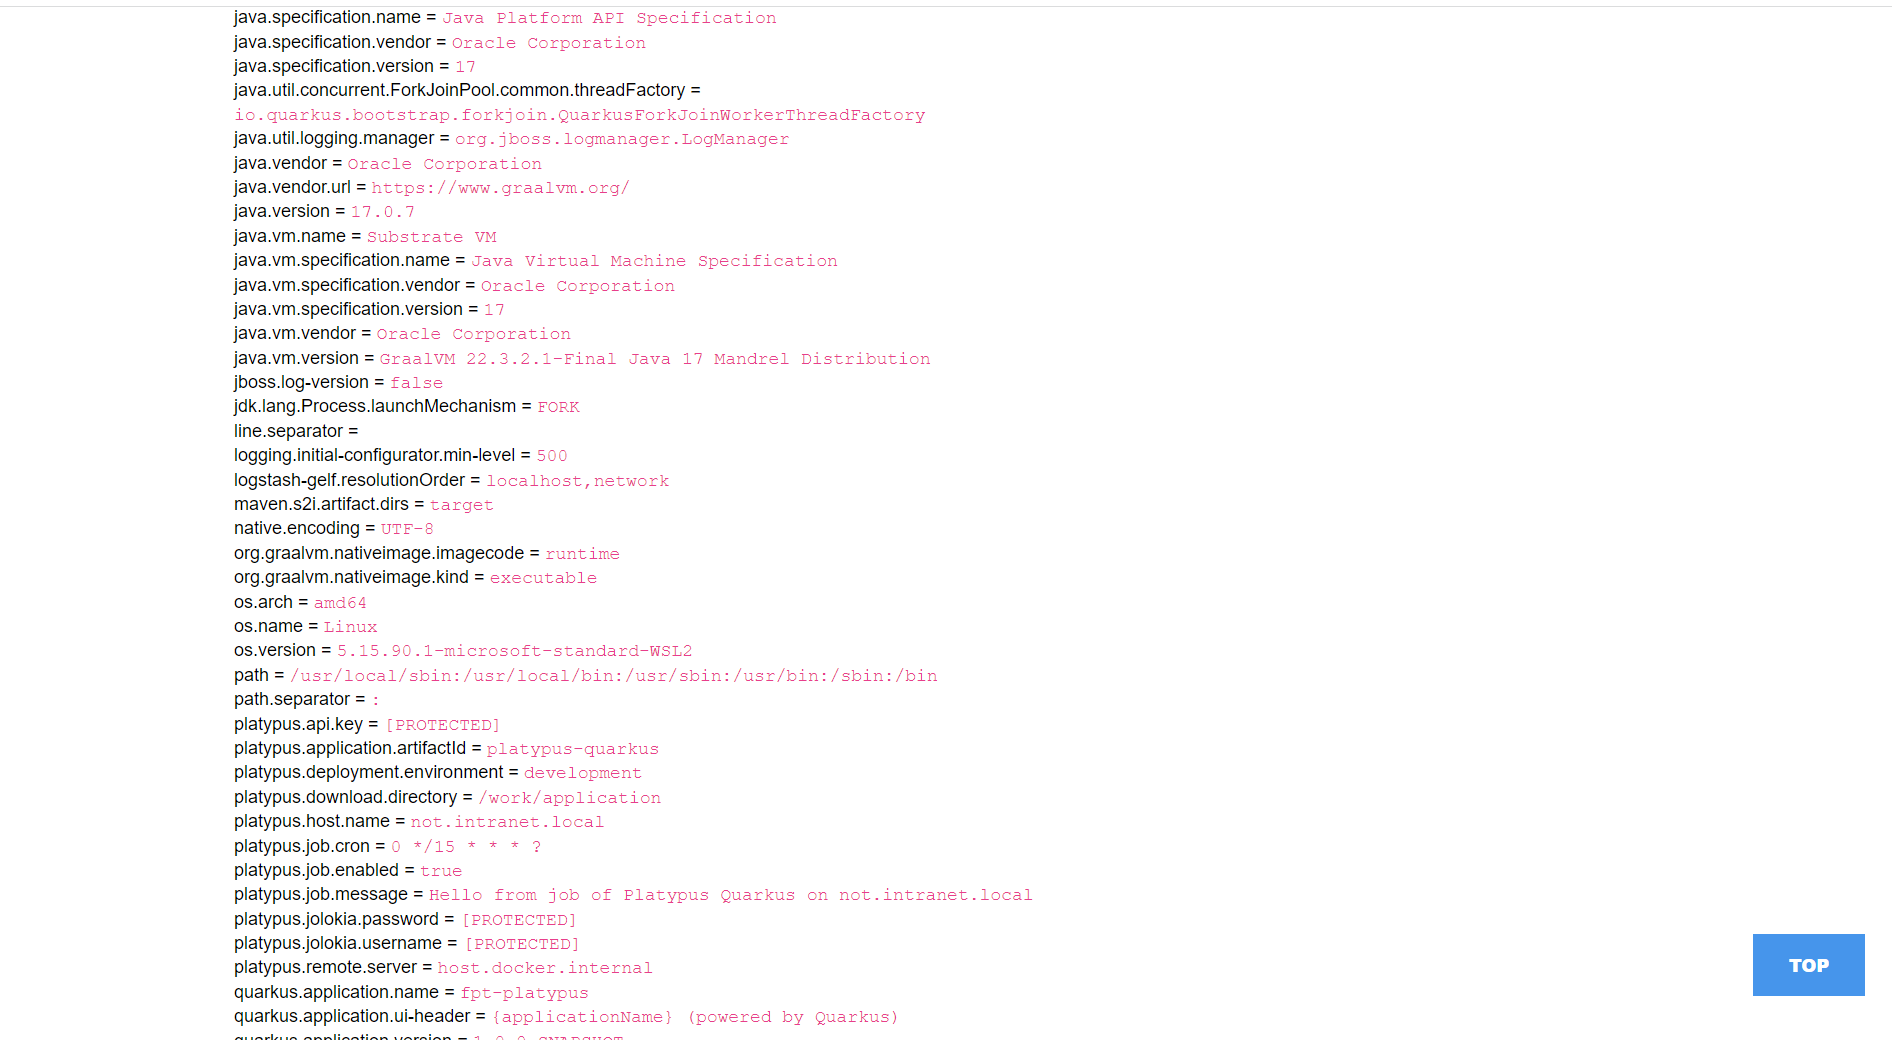 java.specification.name = Java Platform API Specification
java.specification.vendor = Oracle Corporation
java.specification.version = 17
java.util.concurrent.ForkJoinPool.common.threadFactory =
io.quarkus.bootstrap.forkjoin.QuarkusForkJoinWorkerThreadFactory
java.util.logging.manager = org.jboss.logmanager.LogManager
java.vendor = Oracle Corporation
java.vendor.url = https://www.graalvm.org/
java.version = 17.0.7
java.vm.name = Substrate VM
java.vm.specification.name = Java Virtual Machine Specification
java.vm.specification.vendor = Oracle Corporation
java.vm.specification.version = 17
java.vm.vendor = Oracle Corporation
java.vm.version = GraalVM 22.3.2.1-Final Java 17 Mandrel Distribution
jboss.log-version = false
jdk.lang.Process.launchMechanism = FORK
line.separator =
logging.initial-configurator.min-level = 500
logstash-gelf.resolutionOrder = localhost,network
maven.s2i.artifact.dirs = target
native.encoding = UTF-8
org.graalvm.nativeimage.imagecode = runtime
org.graalvm.nativeimage.kind = executable
os.arch = amd64
os.name = Linux
os.version = 5.15.90.1-microsoft-standard-WSL2
path = /usr/local/sbin:/usr/local/bin:/usr/sbin:/usr/bin:/sbin:/bin
path.separator = :
platypus.api.key = [PROTECTED]
platypus.application.artifactId = platypus-quarkus
platypus.deployment.environment = development
platypus.download.directory = /work/application
platypus.host.name = not.intranet.local
platypus.job.cron = 0 */15 * * * ?
platypus.job.enabled = true
platypus.job.message = Hello from job of Platypus Quarkus on not.intranet.local
platypus.jolokia.password = [PROTECTED]
platypus.jolokia.username = [PROTECTED]
platypus.remote.server = host.docker.internal
TOP
quarkus.application.name = fpt-platypus
quarkus.application.ui-header = {applicationName} (powered by Quarkus)
quarkus.application.version = 1.0.0-SNAPSHOT